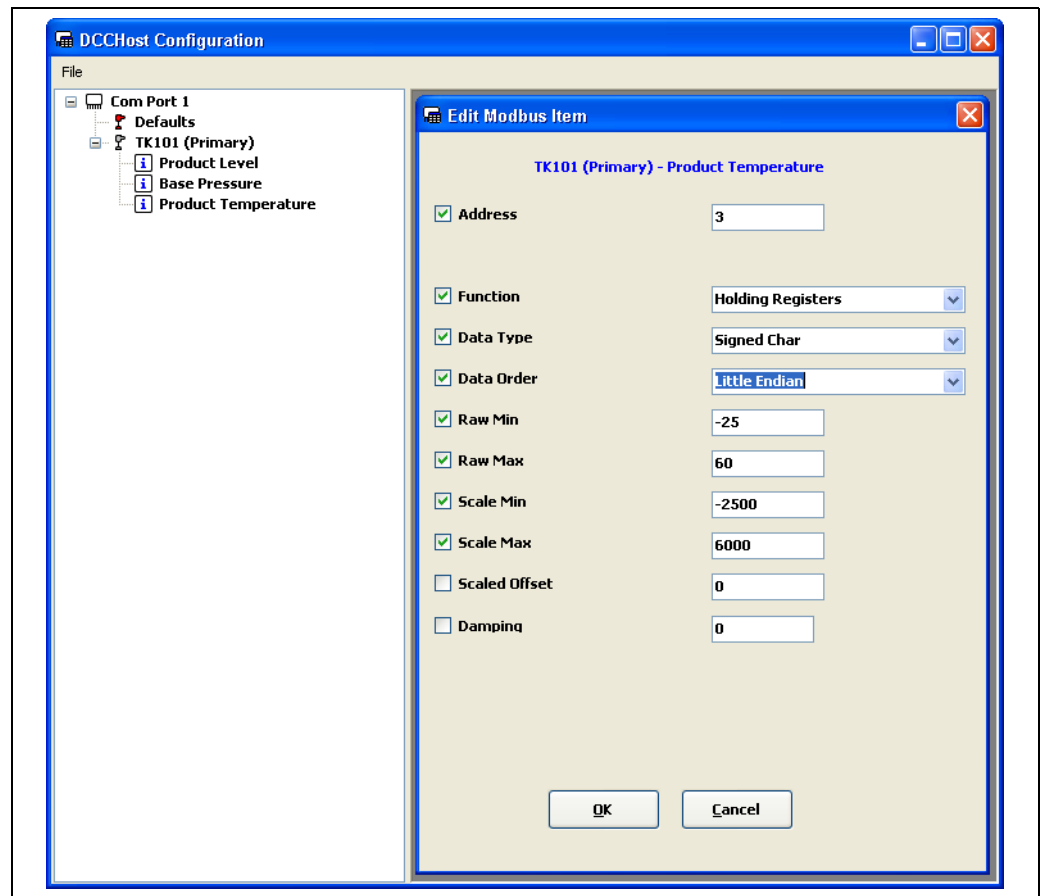 DCCHost Configuration
File
Com Port 1
Defaults
TK101 (Primary)
Product Level
Base Pressure
Product Temperature
Edit Modbus Item
TK101 (Primary) - Product Temperature
Address 3
Function Holding Registers
Data Type Signed Char
Data Order Little Endian
Raw Min -25
Raw Max 60
Scale Min -2500
Scale Max 6000
Scaled Offset 0
Damping 0
OK Cancel